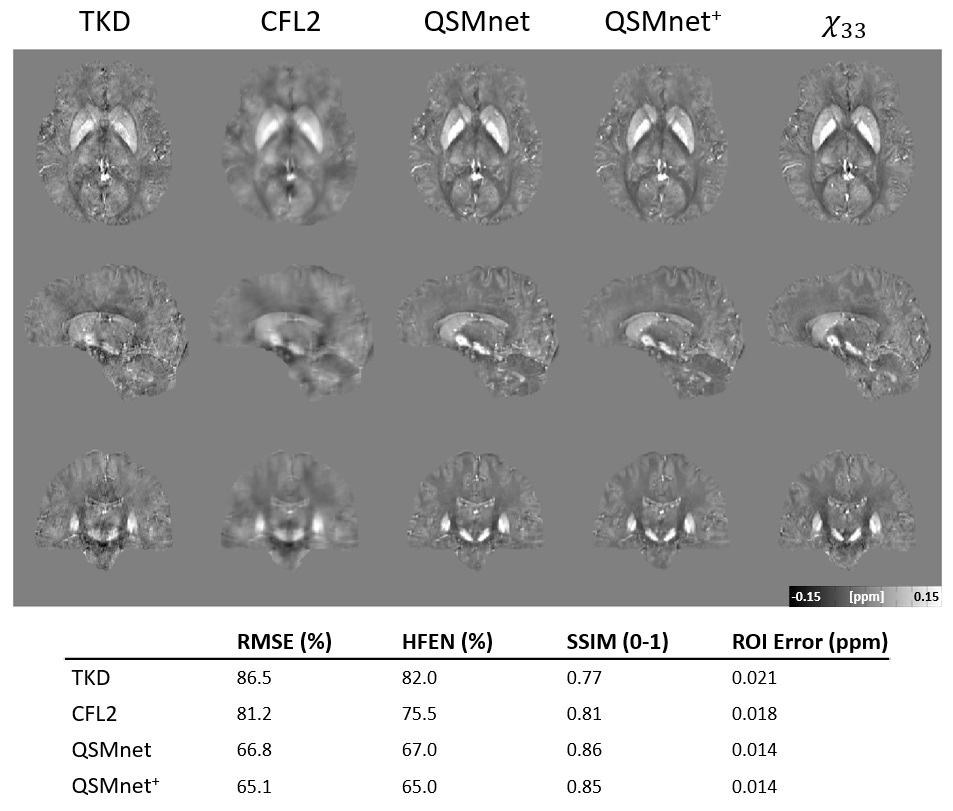 TKD CFL2 QSMnet QSMnet⁺ χ₃₃
-0.15 [ppm] 0.15
RMSE (%) HFEN (%) SSIM (0-1) ROI Error (ppm)
TKD 86.5 82.0 0.77 0.021
CFL2 81.2 75.5 0.81 0.018
QSMnet 66.8 67.0 0.86 0.014
QSMnet⁺ 65.1 65.0 0.85 0.014